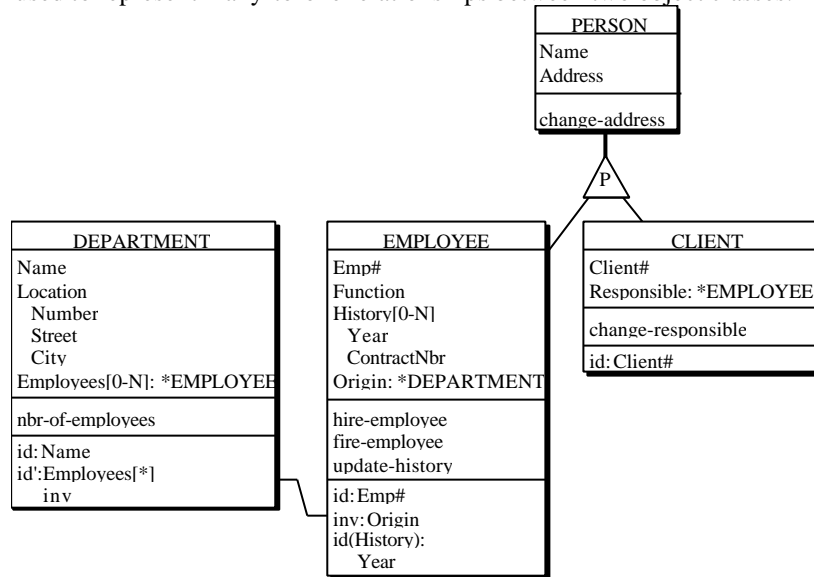 PERSON
Name
Address
change-address
P
DEPARTMENT
Name
Location
Number
Street
City
Employees[0-N]: *EMPLOYEE
nbr-of-employees
id: Name
id':Employees[*]
inv
EMPLOYEE
Emp#
Function
History[0-N]
Year
ContractNbr
Origin: *DEPARTMENT
hire-employee
fire-employee
update-history
id: Emp#
inv: Origin
id(History):
Year
CLIENT
Client#
Responsible: *EMPLOYEE
change-responsible
id: Client#